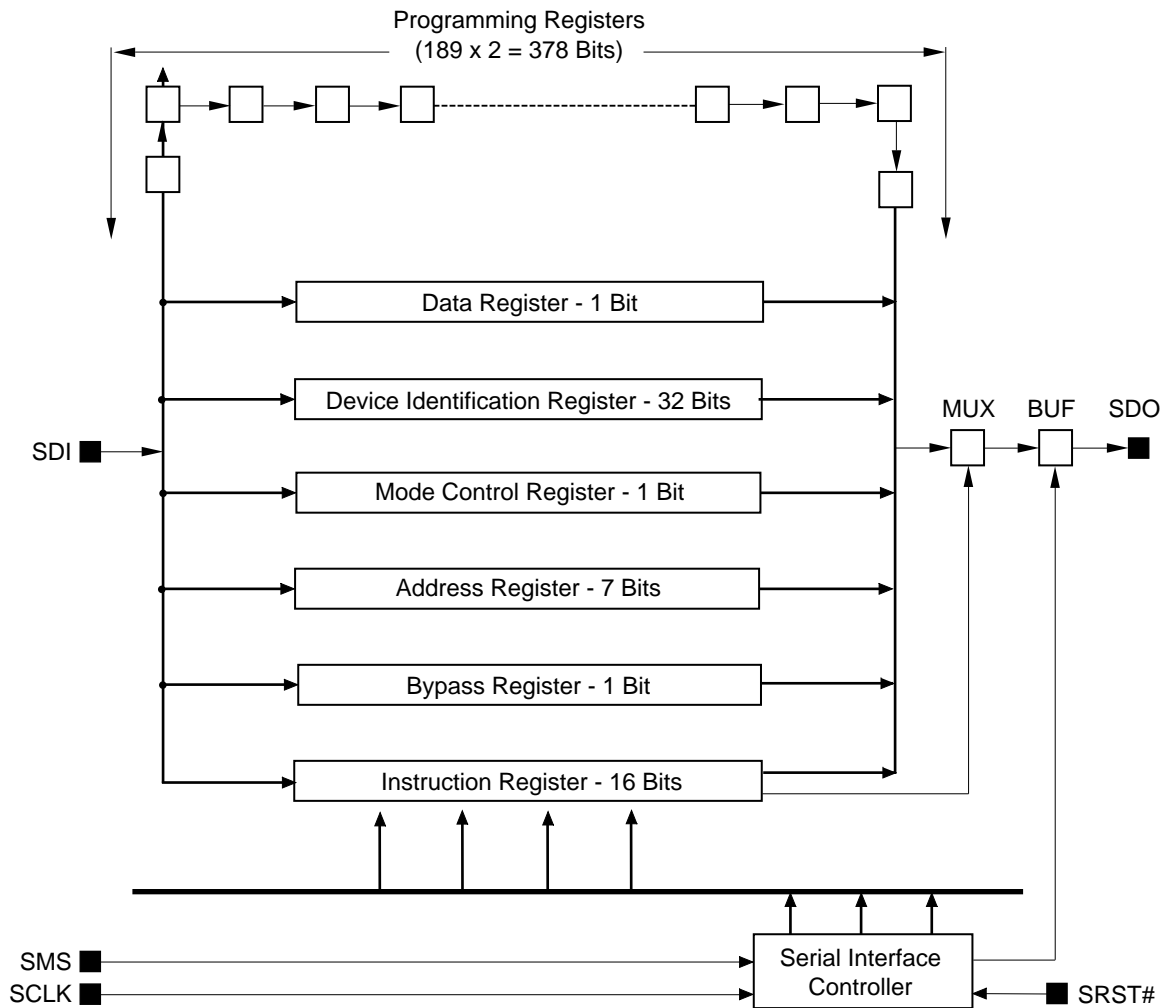 Programming Registers
(189 x 2 = 378 Bits)
Data Register - 1 Bit
Device Identification Register - 32 Bits
MUX
BUF
SDO
SDI
Mode Control Register - 1 Bit
Address Register - 7 Bits
Bypass Register - 1 Bit
Instruction Register - 16 Bits
SMS
Serial Interface
Controller
SCLK
SRST#